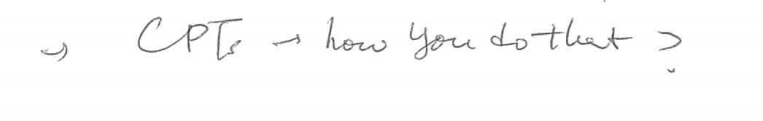 → CPTs → how you do that ?